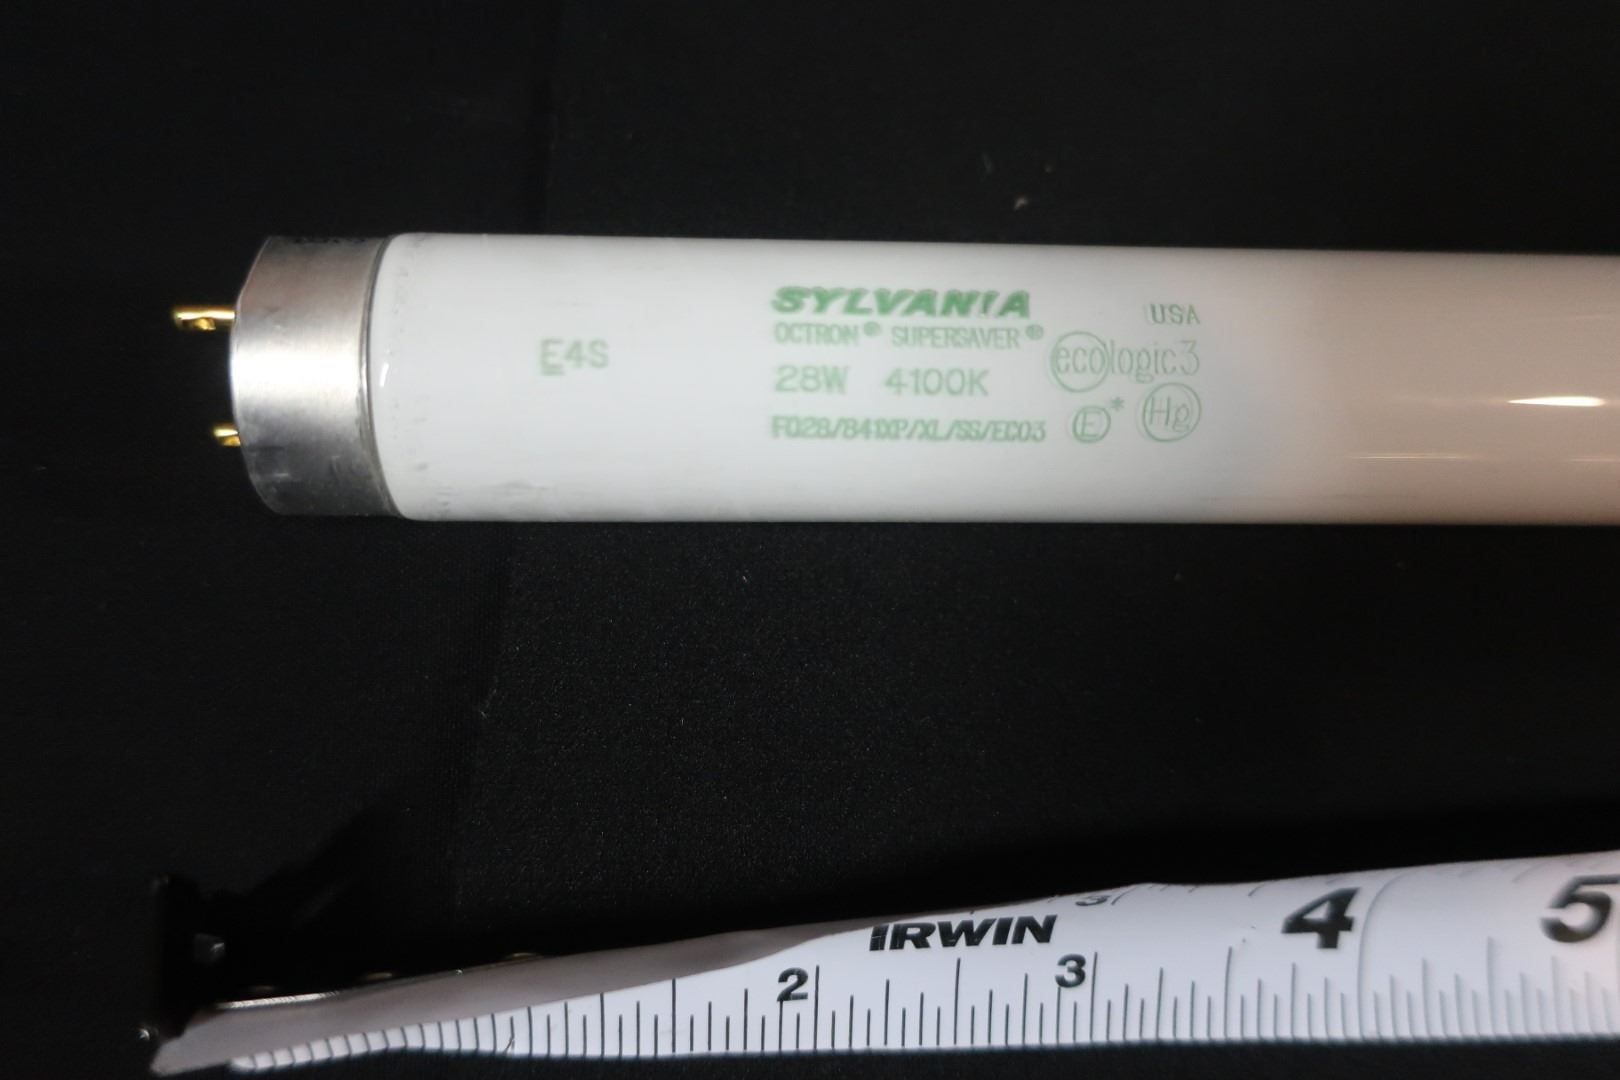 SYLVANIA
OCTRON® SUPERSAVER®
28W 4100K
FO28/841XP/XL/SS/ECO3
E4S
USA
ecologic3
E* Hg
IRWIN
2 3 4 5
3